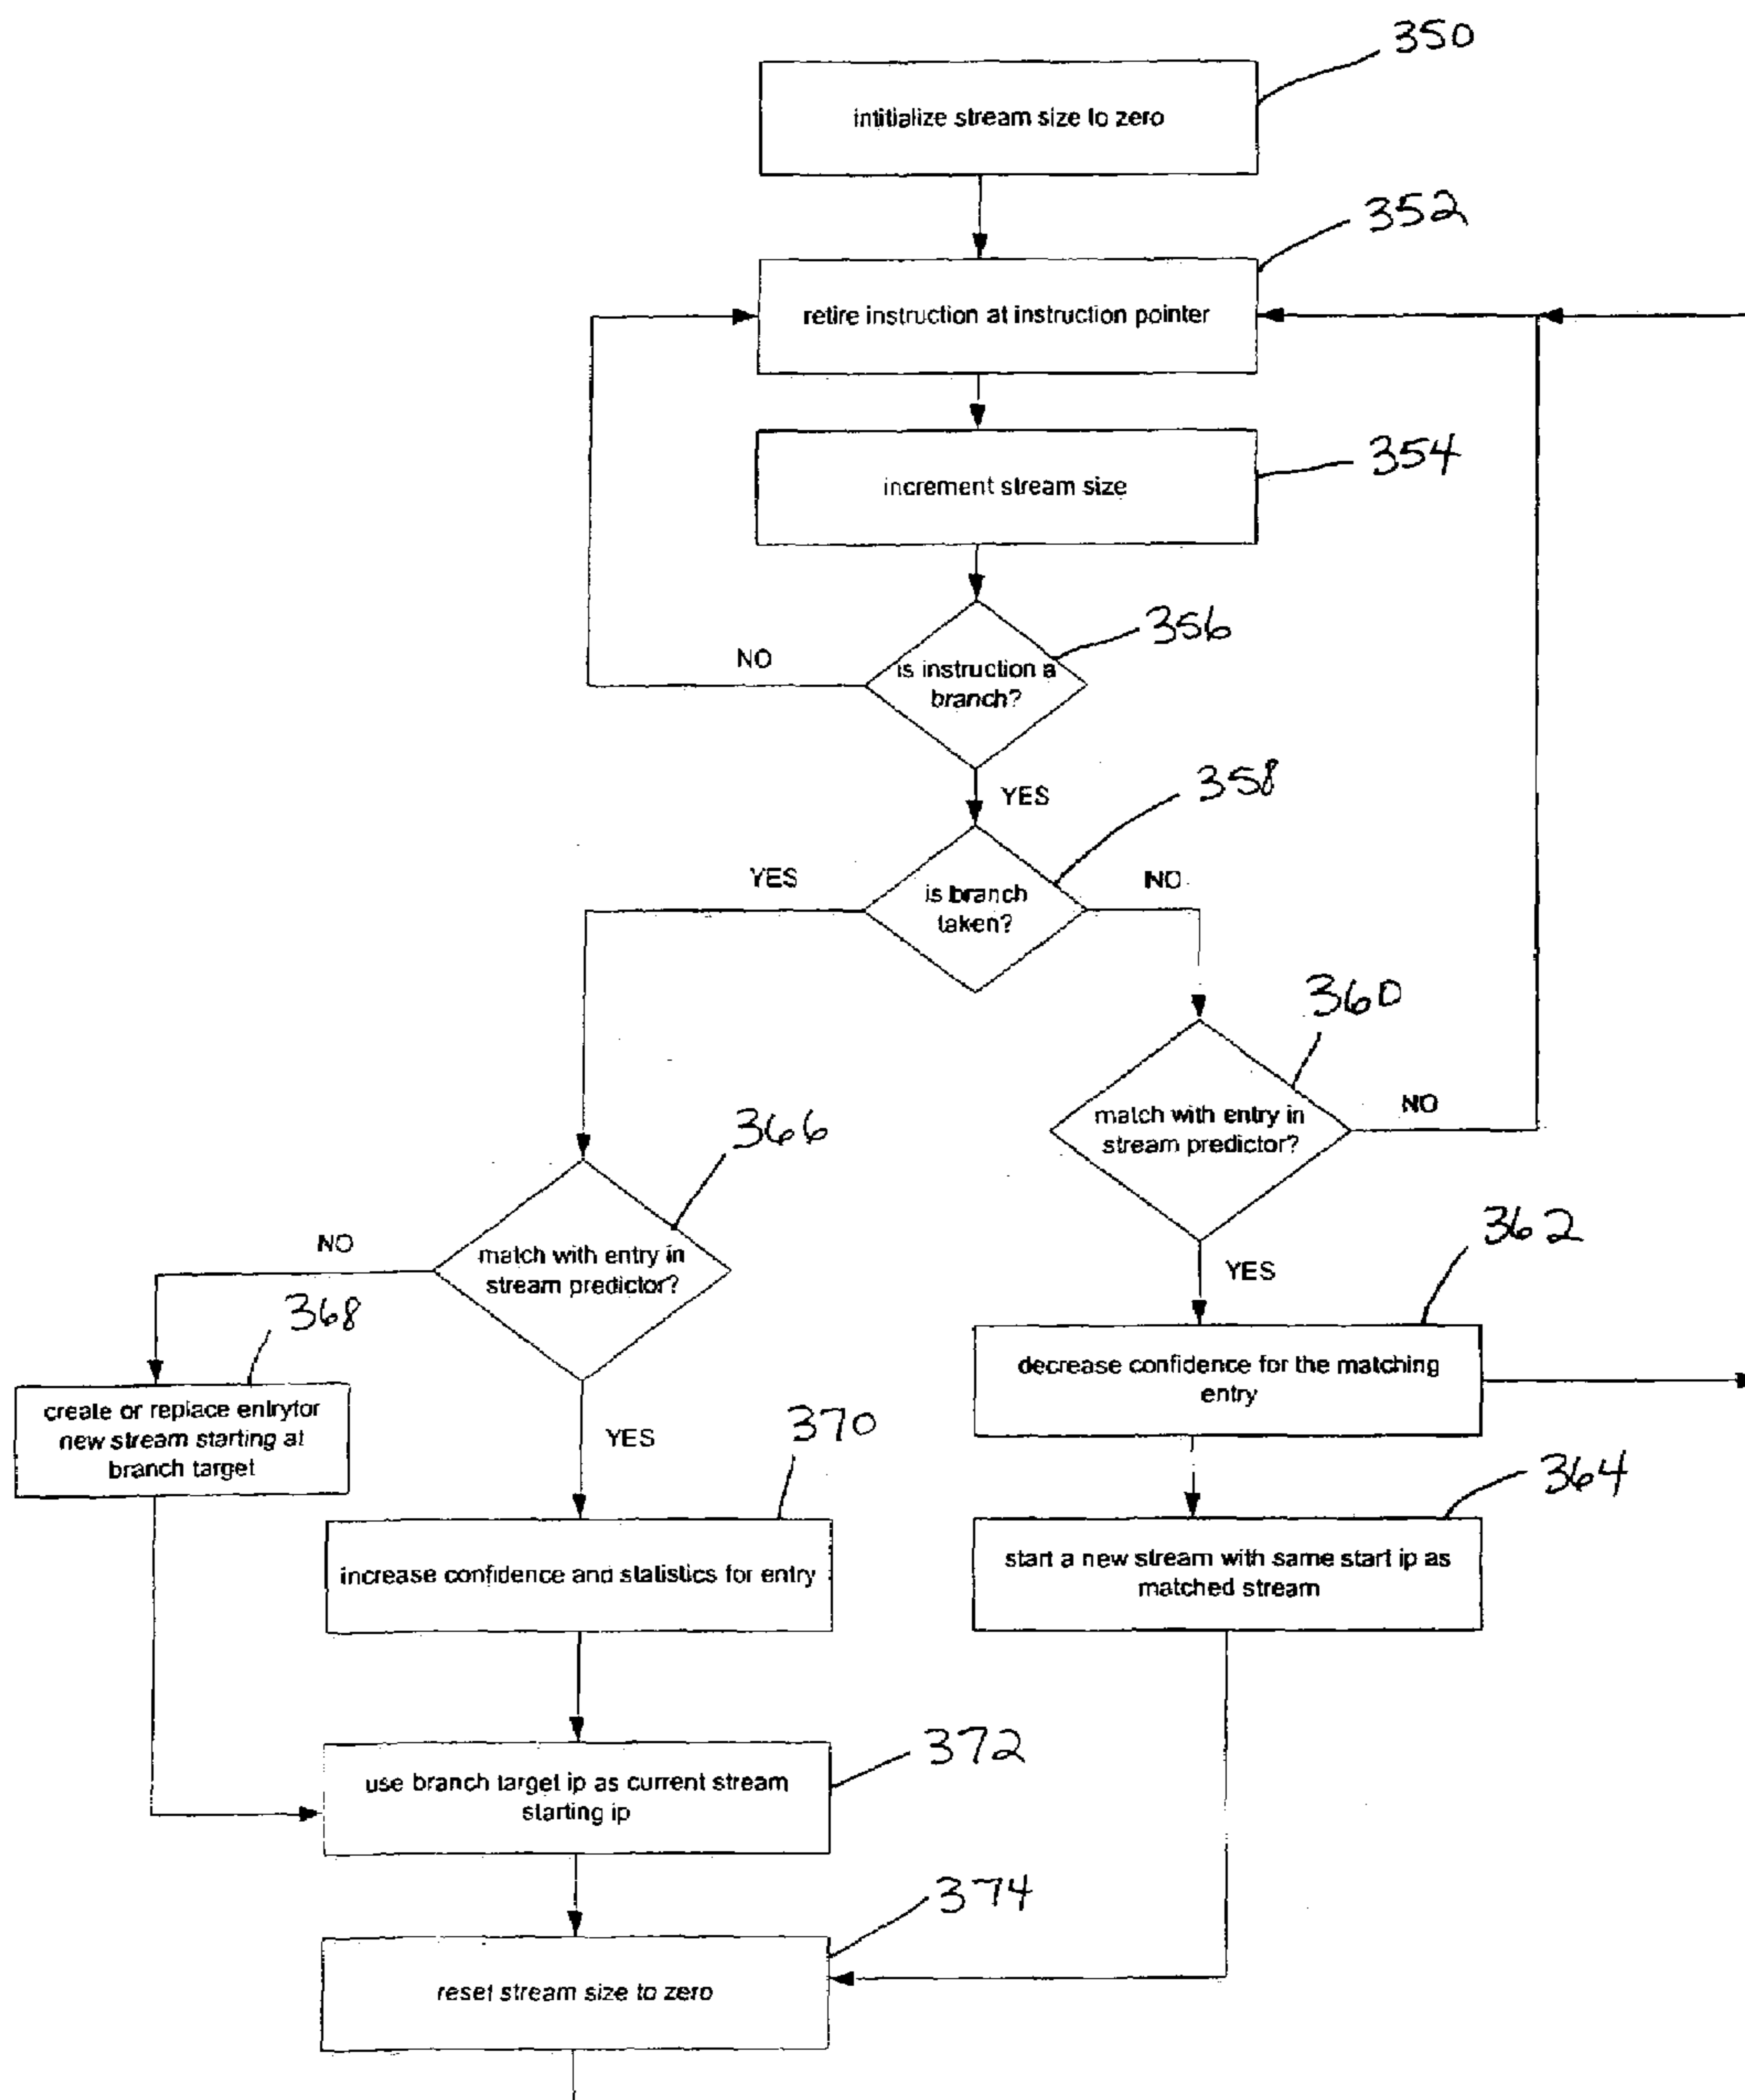 350
intitialize stream size to zero
352
retire instruction at instruction pointer
354
increment stream size
356
is instruction a
branch?
NO
YES
358
is branch
taken?
YES
NO
360
match with entry in
stream predictor?
NO
YES
366
match with entry in
stream predictor?
NO
YES
362
decrease confidence for the matching
entry
368
create or replace entryfor
new stream starting at
branch target
370
increase confidence and statistics for entry
364
start a new stream with same start ip as
matched stream
372
use branch target ip as current stream
starting ip
374
reset stream size to zero